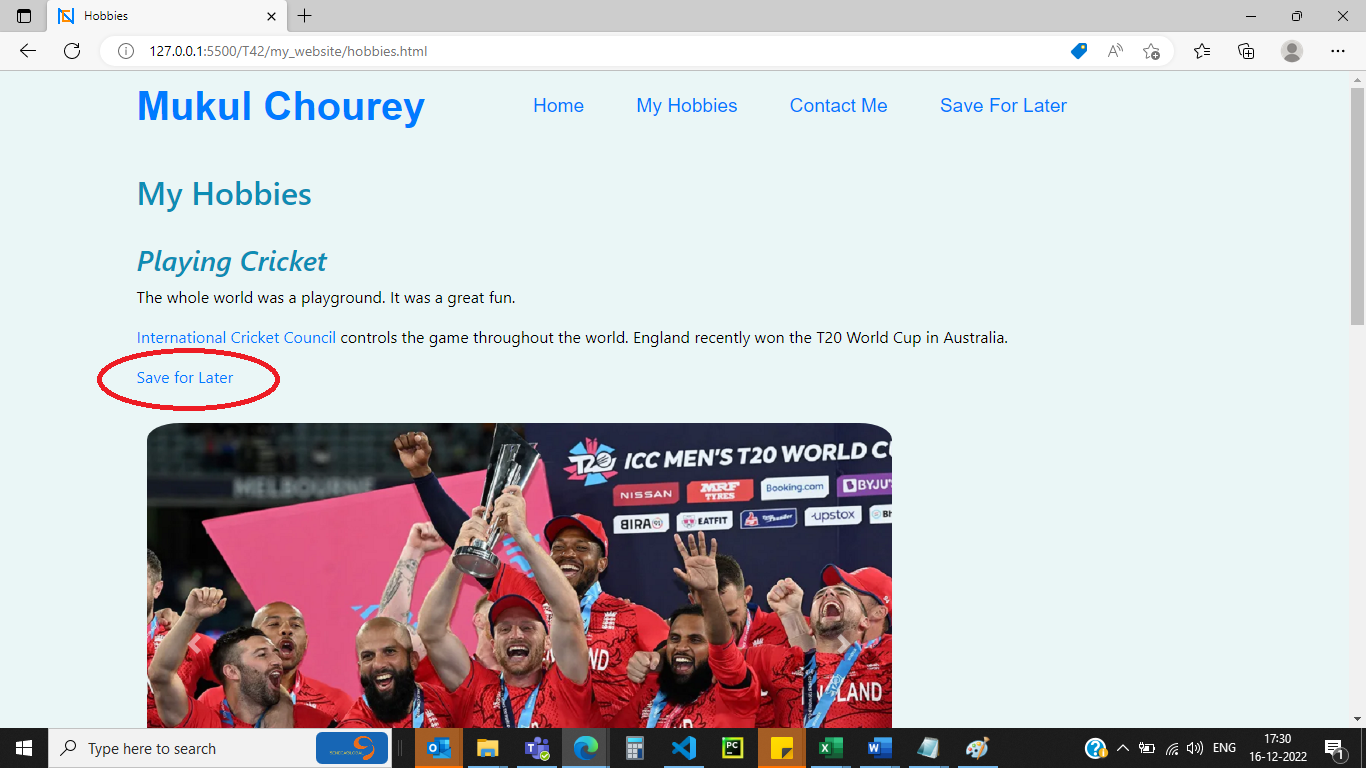 Hobbies
127.0.0.1:5500/T42/my_website/hobbies.html
Mukul Chourey
Home
My Hobbies
Contact Me
Save For Later
My Hobbies
Playing Cricket
The whole world was a playground. It was a great fun.
International Cricket Council controls the game throughout the world. England recently won the T20 World Cup in Australia.
Save for Later
MELBOURNE
T20 ICC MEN'S T20 WORLD CU
NISSAN
MRF TYRES
Booking.com
BYJU'S
BIRA 91
EATFIT
upstox
ND
NGLAND
Type here to search
PC
ENG
17:30
16-12-2022
1